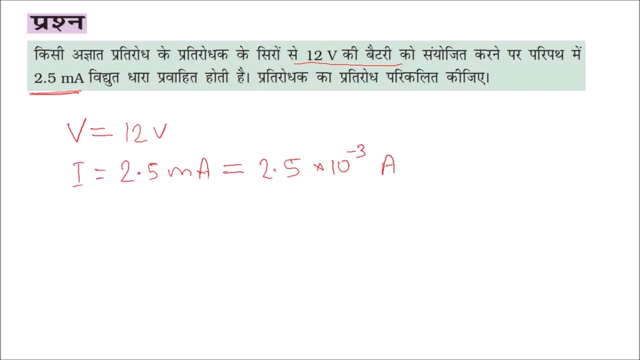 प्रश्न
किसी अज्ञात प्रतिरोध के प्रतिरोधक के सिरों से 12 V की बैटरी को संयोजित करने पर परिपथ में
2.5 mA विद्युत धारा प्रवाहित होती है। प्रतिरोधक का प्रतिरोध परिकलित कीजिए।
V = 12 V
I = 2.5 mA = 2.5 × 10⁻³ A